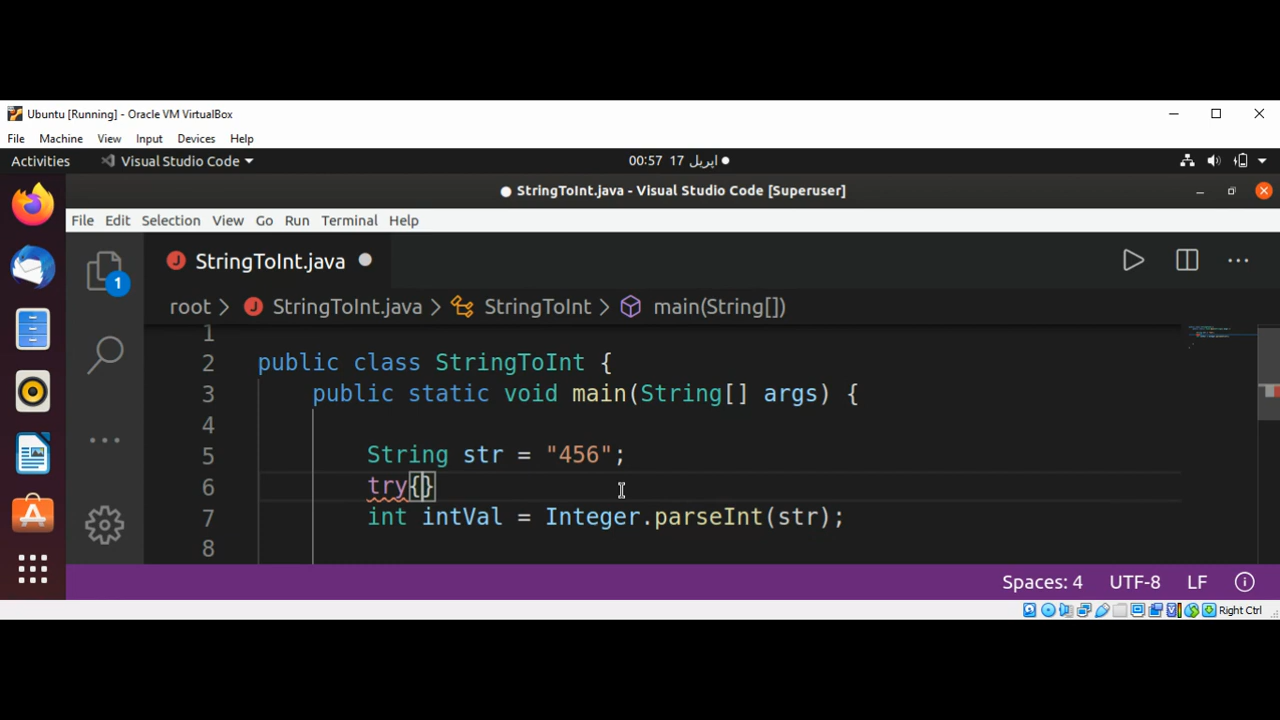 Ubuntu [Running] - Oracle VM VirtualBox
File Machine View Input Devices Help
Activities Visual Studio Code 00:57 17 اپریل
StringToInt.java - Visual Studio Code [Superuser]
File Edit Selection View Go Run Terminal Help
1 StringToInt.java
root > StringToInt.java > StringToInt > main(String[])
1
2 public class StringToInt {
3 public static void main(String[] args) {
4
5 String str = "456";
6 try{}
7 int intVal = Integer.parseInt(str);
8
Spaces: 4 UTF-8 LF
Right Ctrl